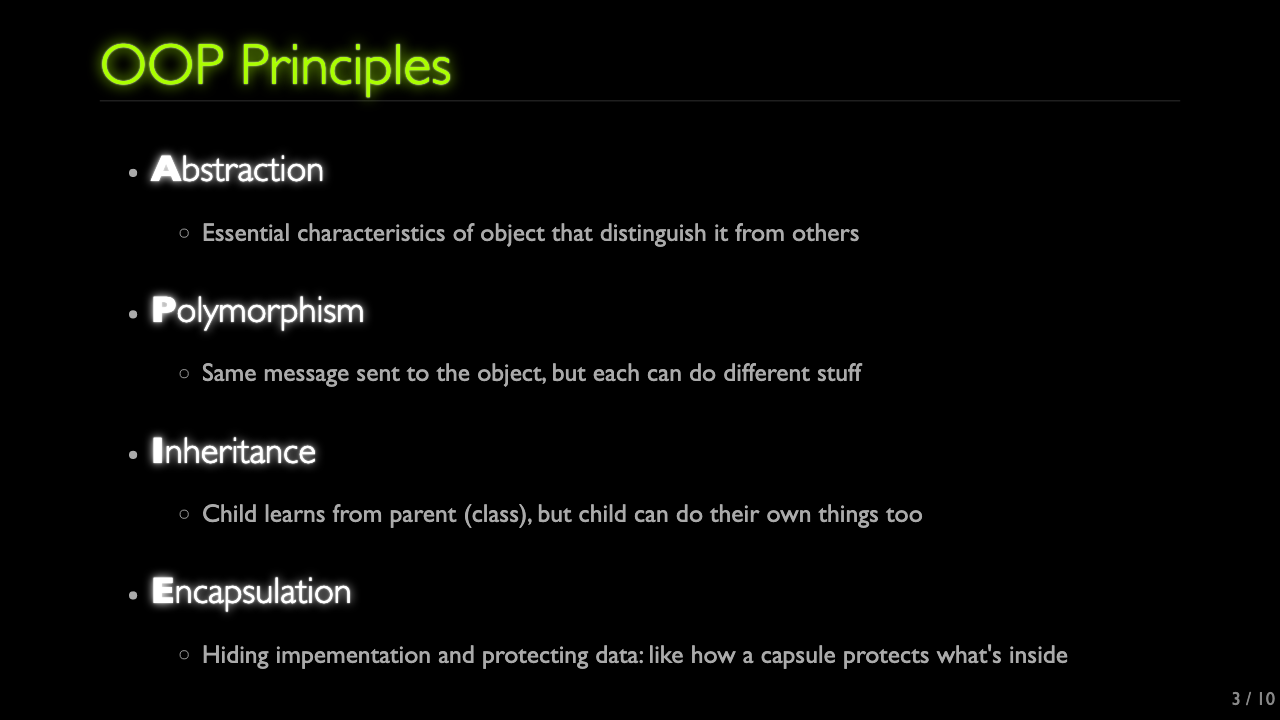 OOP Principles
Abstraction
Essential characteristics of object that distinguish it from others
Polymorphism
Same message sent to the object, but each can do different stuff
Inheritance
Child learns from parent (class), but child can do their own things too
Encapsulation
Hiding impementation and protecting data: like how a capsule protects what's inside
3 / 10